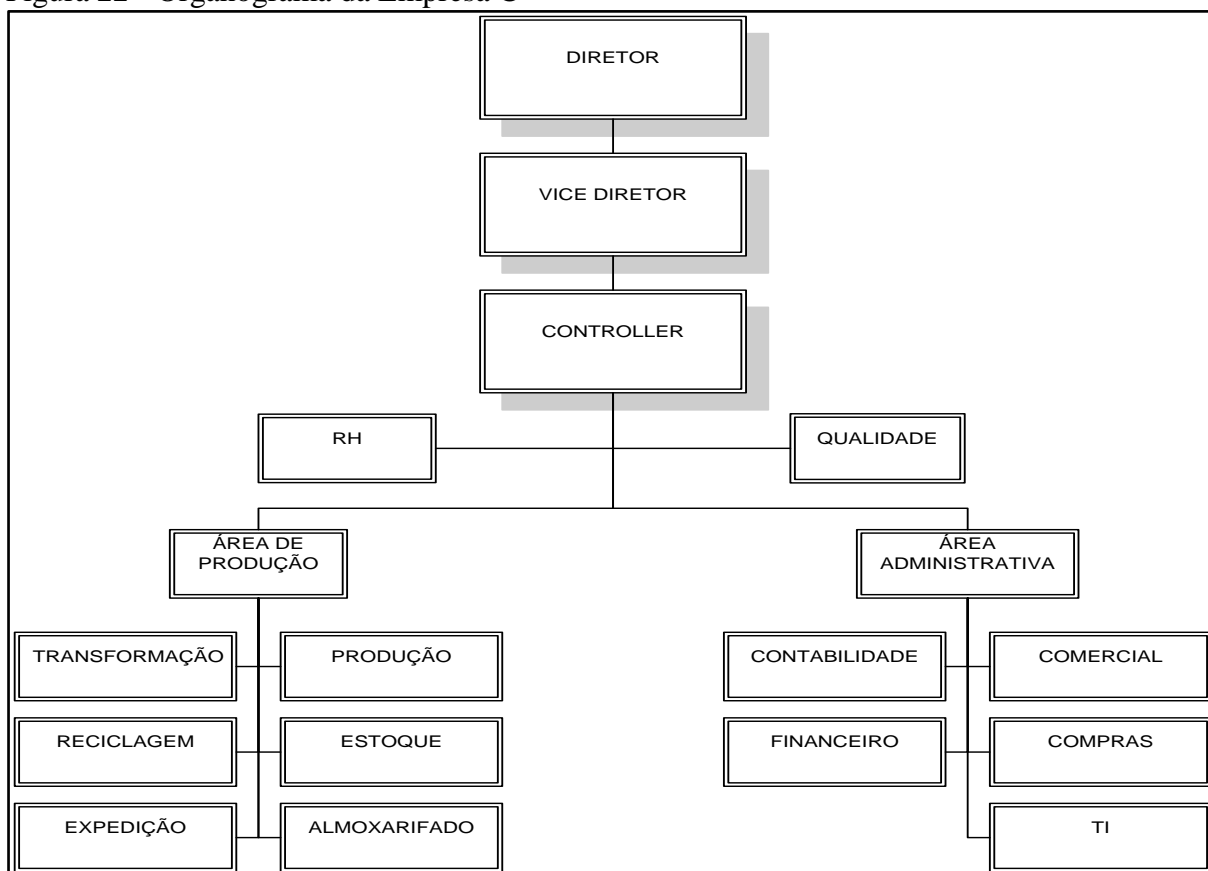 Figura 22 - Organograma da Empresa C
DIRETOR
VICE DIRETOR
CONTROLLER
RH
QUALIDADE
ÁREA DE
PRODUÇÃO
ÁREA
ADMINISTRATIVA
TRANSFORMAÇÃO
PRODUÇÃO
CONTABILIDADE
COMERCIAL
RECICLAGEM
ESTOQUE
FINANCEIRO
COMPRAS
EXPEDIÇÃO
ALMOXARIFADO
TI